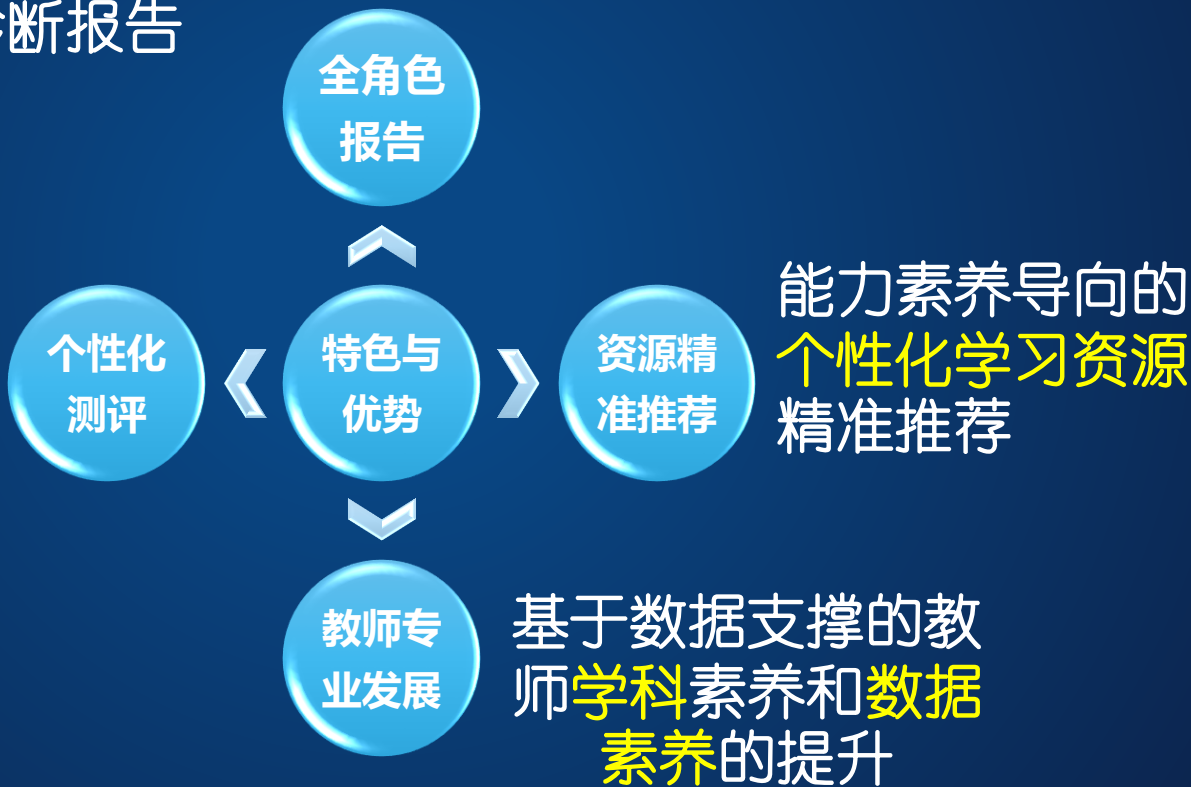 断报告
全角色
报告
个性化
测评
特色与
优势
资源精
准推荐
能力素养导向的
个性化学习资源
精准推荐
教师专
业发展
基于数据支撑的教
师学科素养和数据
素养的提升